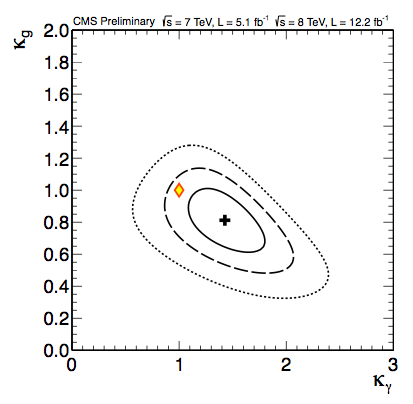 CMS Preliminary √s = 7 TeV, L = 5.1 fb⁻¹ √s = 8 TeV, L = 12.2 fb⁻¹
κg
2.0
1.8
1.6
1.4
1.2
1.0
0.8
0.6
0.4
0.2
0.0
0 1 2 3
κγ